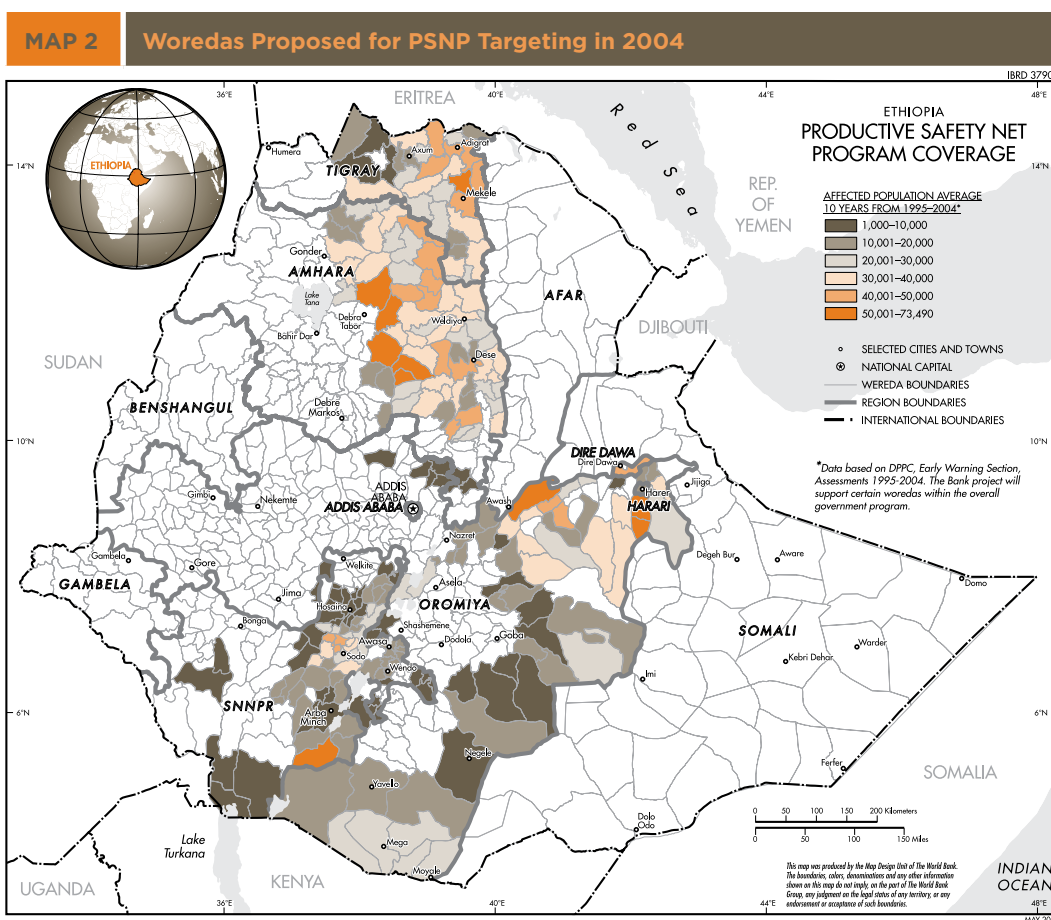 MAP 2
Woredas Proposed for PSNP Targeting in 2004
IBRD 3790
36°E
40°E
44°E
48°E
ERITREA
Red Sea
ETHIOPIA
PRODUCTIVE SAFETY NET
PROGRAM COVERAGE
AFFECTED POPULATION AVERAGE
10 YEARS FROM 1995–2004*
1,000–10,000
10,001–20,000
20,001–30,000
30,001–40,000
40,001–50,000
50,001–73,490
SELECTED CITIES AND TOWNS
NATIONAL CAPITAL
WEREDA BOUNDARIES
REGION BOUNDARIES
INTERNATIONAL BOUNDARIES
*Data based on DPPC, Early Warning Section,
Assessments 1995-2004. The Bank project will
support certain woredas within the overall
government program.
ETHIOPIA
14°N
14°N
Humera
Axum
Adigrat
TIGRAY
Mekele
REP.
OF
YEMEN
Gonder
AMHARA
Lake
Tana
Debra
Tabor
Bahir Dar
Weldiya
AFAR
DJIBOUTI
SUDAN
Dese
BENSHANGUL
Debre
Markos
10°N
10°N
DIRE DAWA
Dire Dawa
Harer
Jijiga
HARARI
Gimbi
Nekemte
ADDIS
ABABA
ADDIS ABABA
Awash
Nazret
Gambela
GAMBELA
Gore
Welkite
Jima
Hosaina
Asela
OROMIYA
Bonga
Shashemene
Awasa
Dodola
Goba
Sodo
Wendo
Degeh Bur
Aware
Domo
SOMALI
Warder
Kebri Dehar
Imi
SNNPR
Arba
Minch
6°N
6°N
Negele
Yavello
Ferfer
SOMALIA
Mega
Moyale
Dolo
Odo
0 50 100 150 200 Kilometers
0 50 100 150 Miles
Lake
Turkana
UGANDA
KENYA
This map was produced by the Map Design Unit of The World Bank.
The boundaries, colors, denominations and any other information
shown on this map do not imply, on the part of The World Bank
Group, any judgment on the legal status of any territory, or any
endorsement or acceptance of such boundaries.
INDIAN
OCEAN
36°E
40°E
44°E
48°E